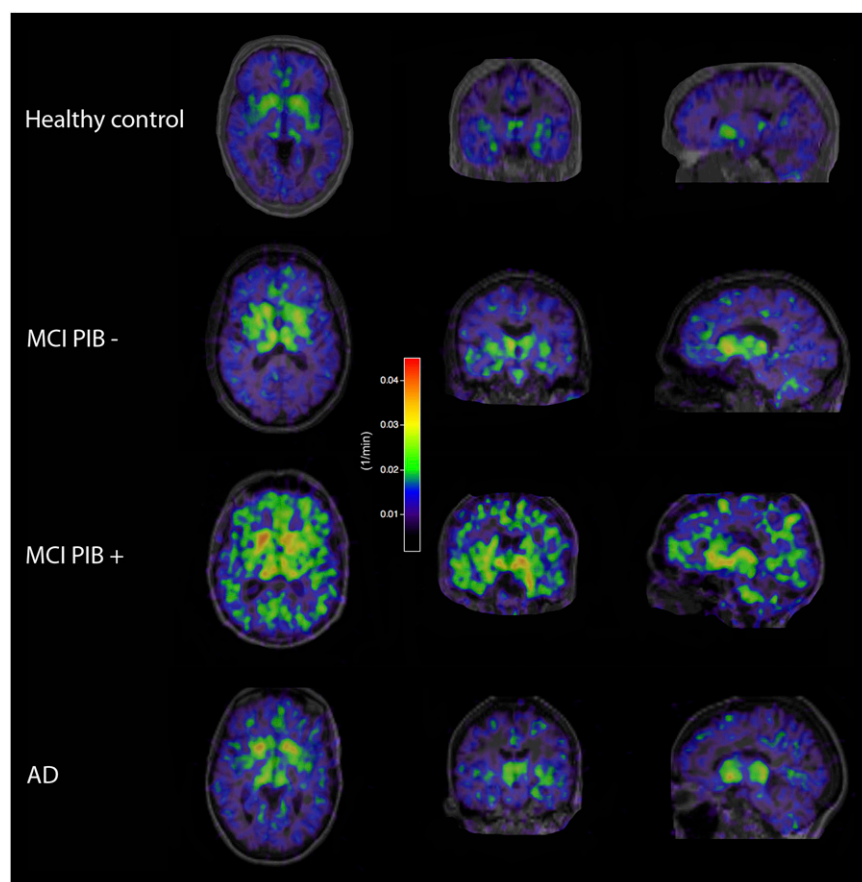 Healthy control
MCI PIB -
0.04
0.03
(1/min)
0.02
0.01
MCI PIB +
AD